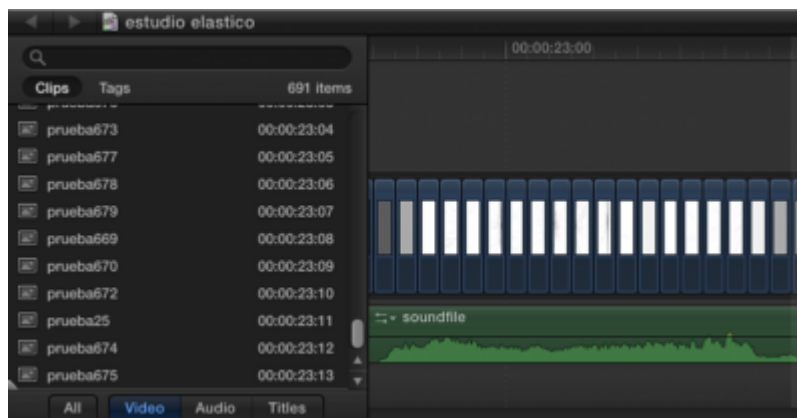 estudio elastico
Clips Tags 691 items
prueba673 00:00:23:04
prueba677 00:00:23:05
prueba678 00:00:23:06
prueba679 00:00:23:07
prueba669 00:00:23:08
prueba670 00:00:23:09
prueba672 00:00:23:10
prueba25 00:00:23:11
prueba674 00:00:23:12
prueba675 00:00:23:13
All Video Audio Titles
00:00:23:00
soundfile